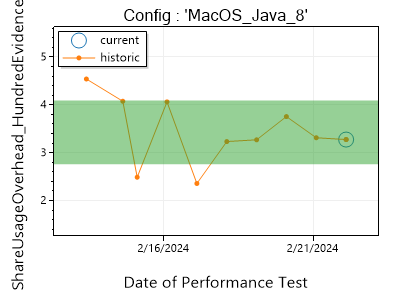 Config : 'MacOS_Java_8'
current
historic
5
4
3
2
ShareUsageOverhead_HundredEvidence
2/16/2024
2/21/2024
Date of Performance Test